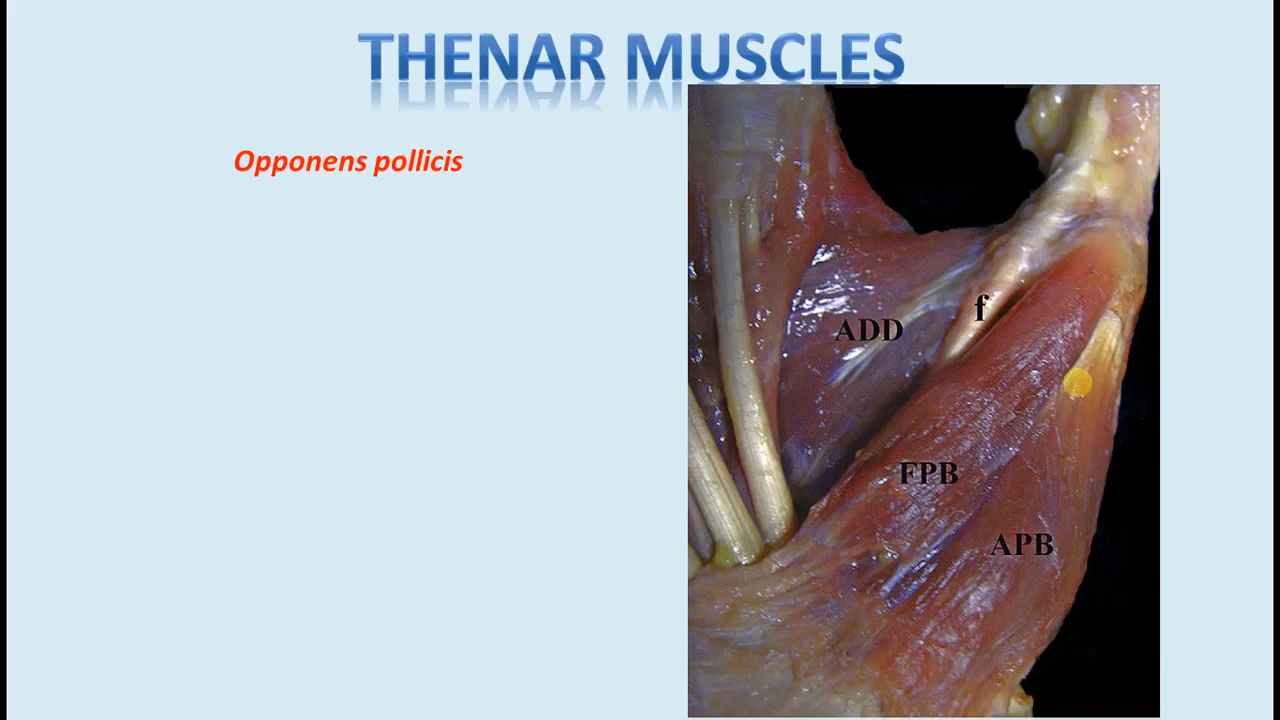 THENAR MUSCLES
Opponens pollicis
f
ADD
FPB
APB